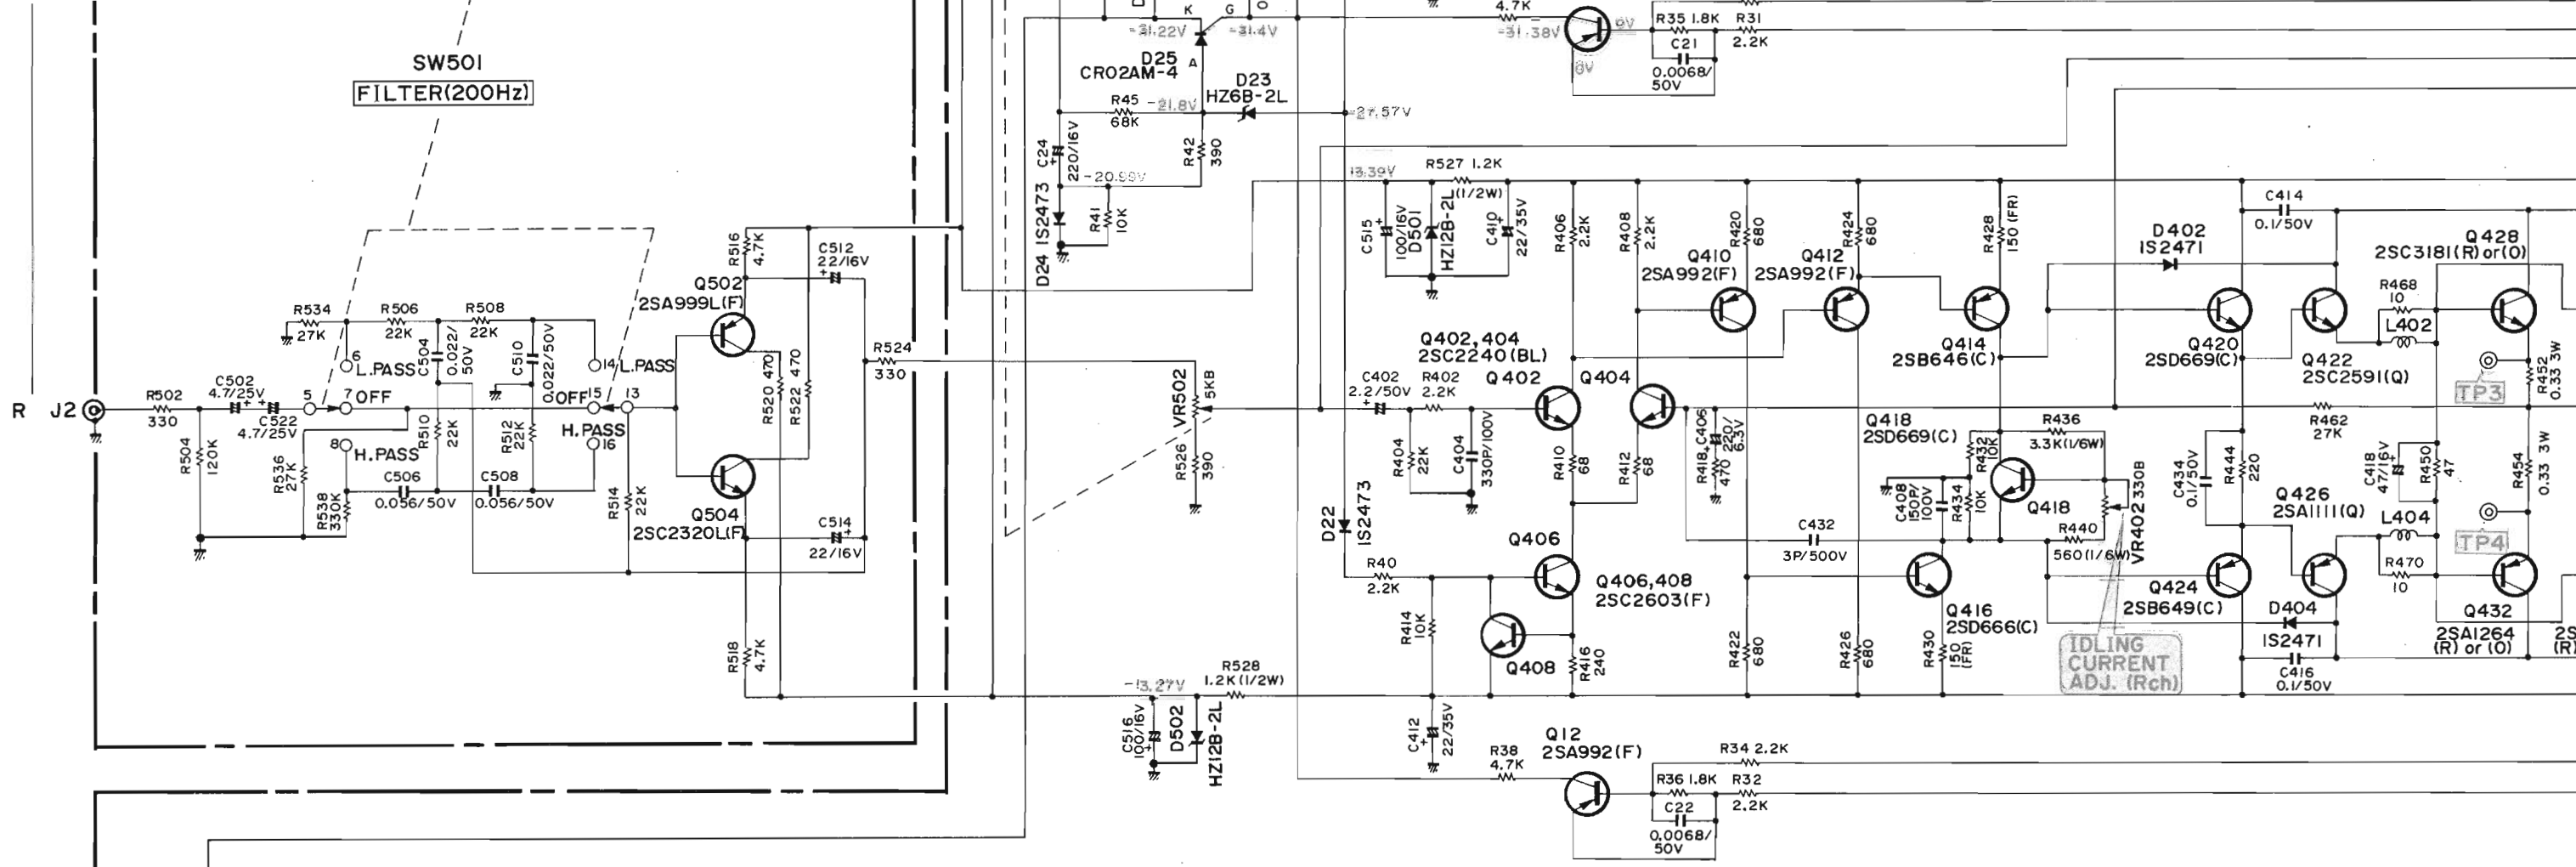 SW501
FILTER(200Hz)
R J2
R502
330
R504
120K
C502
4.7/25V
C522
4.7/25V
R534
27K
R536
27K
R538
330K
5
6
L.PASS
7 OFF
8
H.PASS
R506
22K
R508
22K
C504
0.022/
50V
C510
0.022/50V
R510
22K
R512
22K
C506
0.056/50V
C508
0.056/50V
14 L.PASS
OFF 15
13
H.PASS
16
R514
22K
R516
4.7K
C512
22/16V
Q502
2SA999L(F)
R520 470
R522 470
R524
330
Q504
2SC2320L(F)
C514
22/16V
R518
4.7K
K
G
-31.22V
-31.4V
D25
CR02AM-4
A
D23
HZ6B-2L
R45
68K
-21.8V
-27.57V
C24
220/16V
R42
390
-20.99V
D24 1S2473
R41
10K
VR502
5KB
R526
390
-13.27V
R528
1.2K(1/2W)
C516
100/16V
D502
HZ12B-2L
4.7K
-31.38V
0V
0V
R35 1.8K
R31
2.2K
C21
0.0068/
50V
13.39V
R527 1.2K
(1/2W)
C515
100/16V
D501
HZ12B-2L
C410
22/35V
R406
2.2K
R408
2.2K
R420
680
R424
680
R428
150 (FR)
Q410
2SA992(F)
Q412
2SA992(F)
Q414
2SB646(C)
Q402,404
2SC2240(BL)
Q402
Q404
C402
2.2/50V
R402
2.2K
R404
22K
C404
330P/100V
R410
68
R412
68
R418
470
C406
220/
6.3V
D22
1S2473
R40
2.2K
R414
10K
Q406
Q406,408
2SC2603(F)
Q408
R416
240
C412
22/35V
Q418
2SD669(C)
R432
10K
R436
3.3K(1/6W)
C408
150P/
100V
R434
10K
Q418
R440
560(1/6W)
VR402 330B
C432
3P/500V
R422
680
R426
680
R430
150
(FR)
Q416
2SD666(C)
IDLING
CURRENT
ADJ. (Rch)
D402
1S2471
C414
0.1/50V
Q420
2SD669(C)
Q422
2SC2591(Q)
Q428
2SC3181(R)or(O)
R468
10
L402
TP3
R452
0.33 3W
R462
27K
C434
0.1/50V
R444
220
C418
47/16V
R450
47
R454
0.33 3W
Q426
2SA1111(Q)
L404
TP4
R470
10
Q424
2SB649(C)
D404
1S2471
C416
0.1/50V
Q432
2SA1264
(R) or (O)
2S
(R)
Q12
2SA992(F)
R38
4.7K
R34 2.2K
R36 1.8K
R32
2.2K
C22
0.0068/
50V